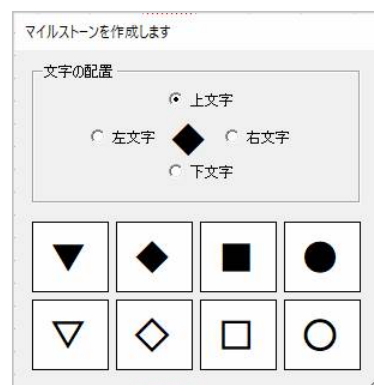 マイルストーンを作成します
文字の配置
上文字
左文字 右文字
下文字